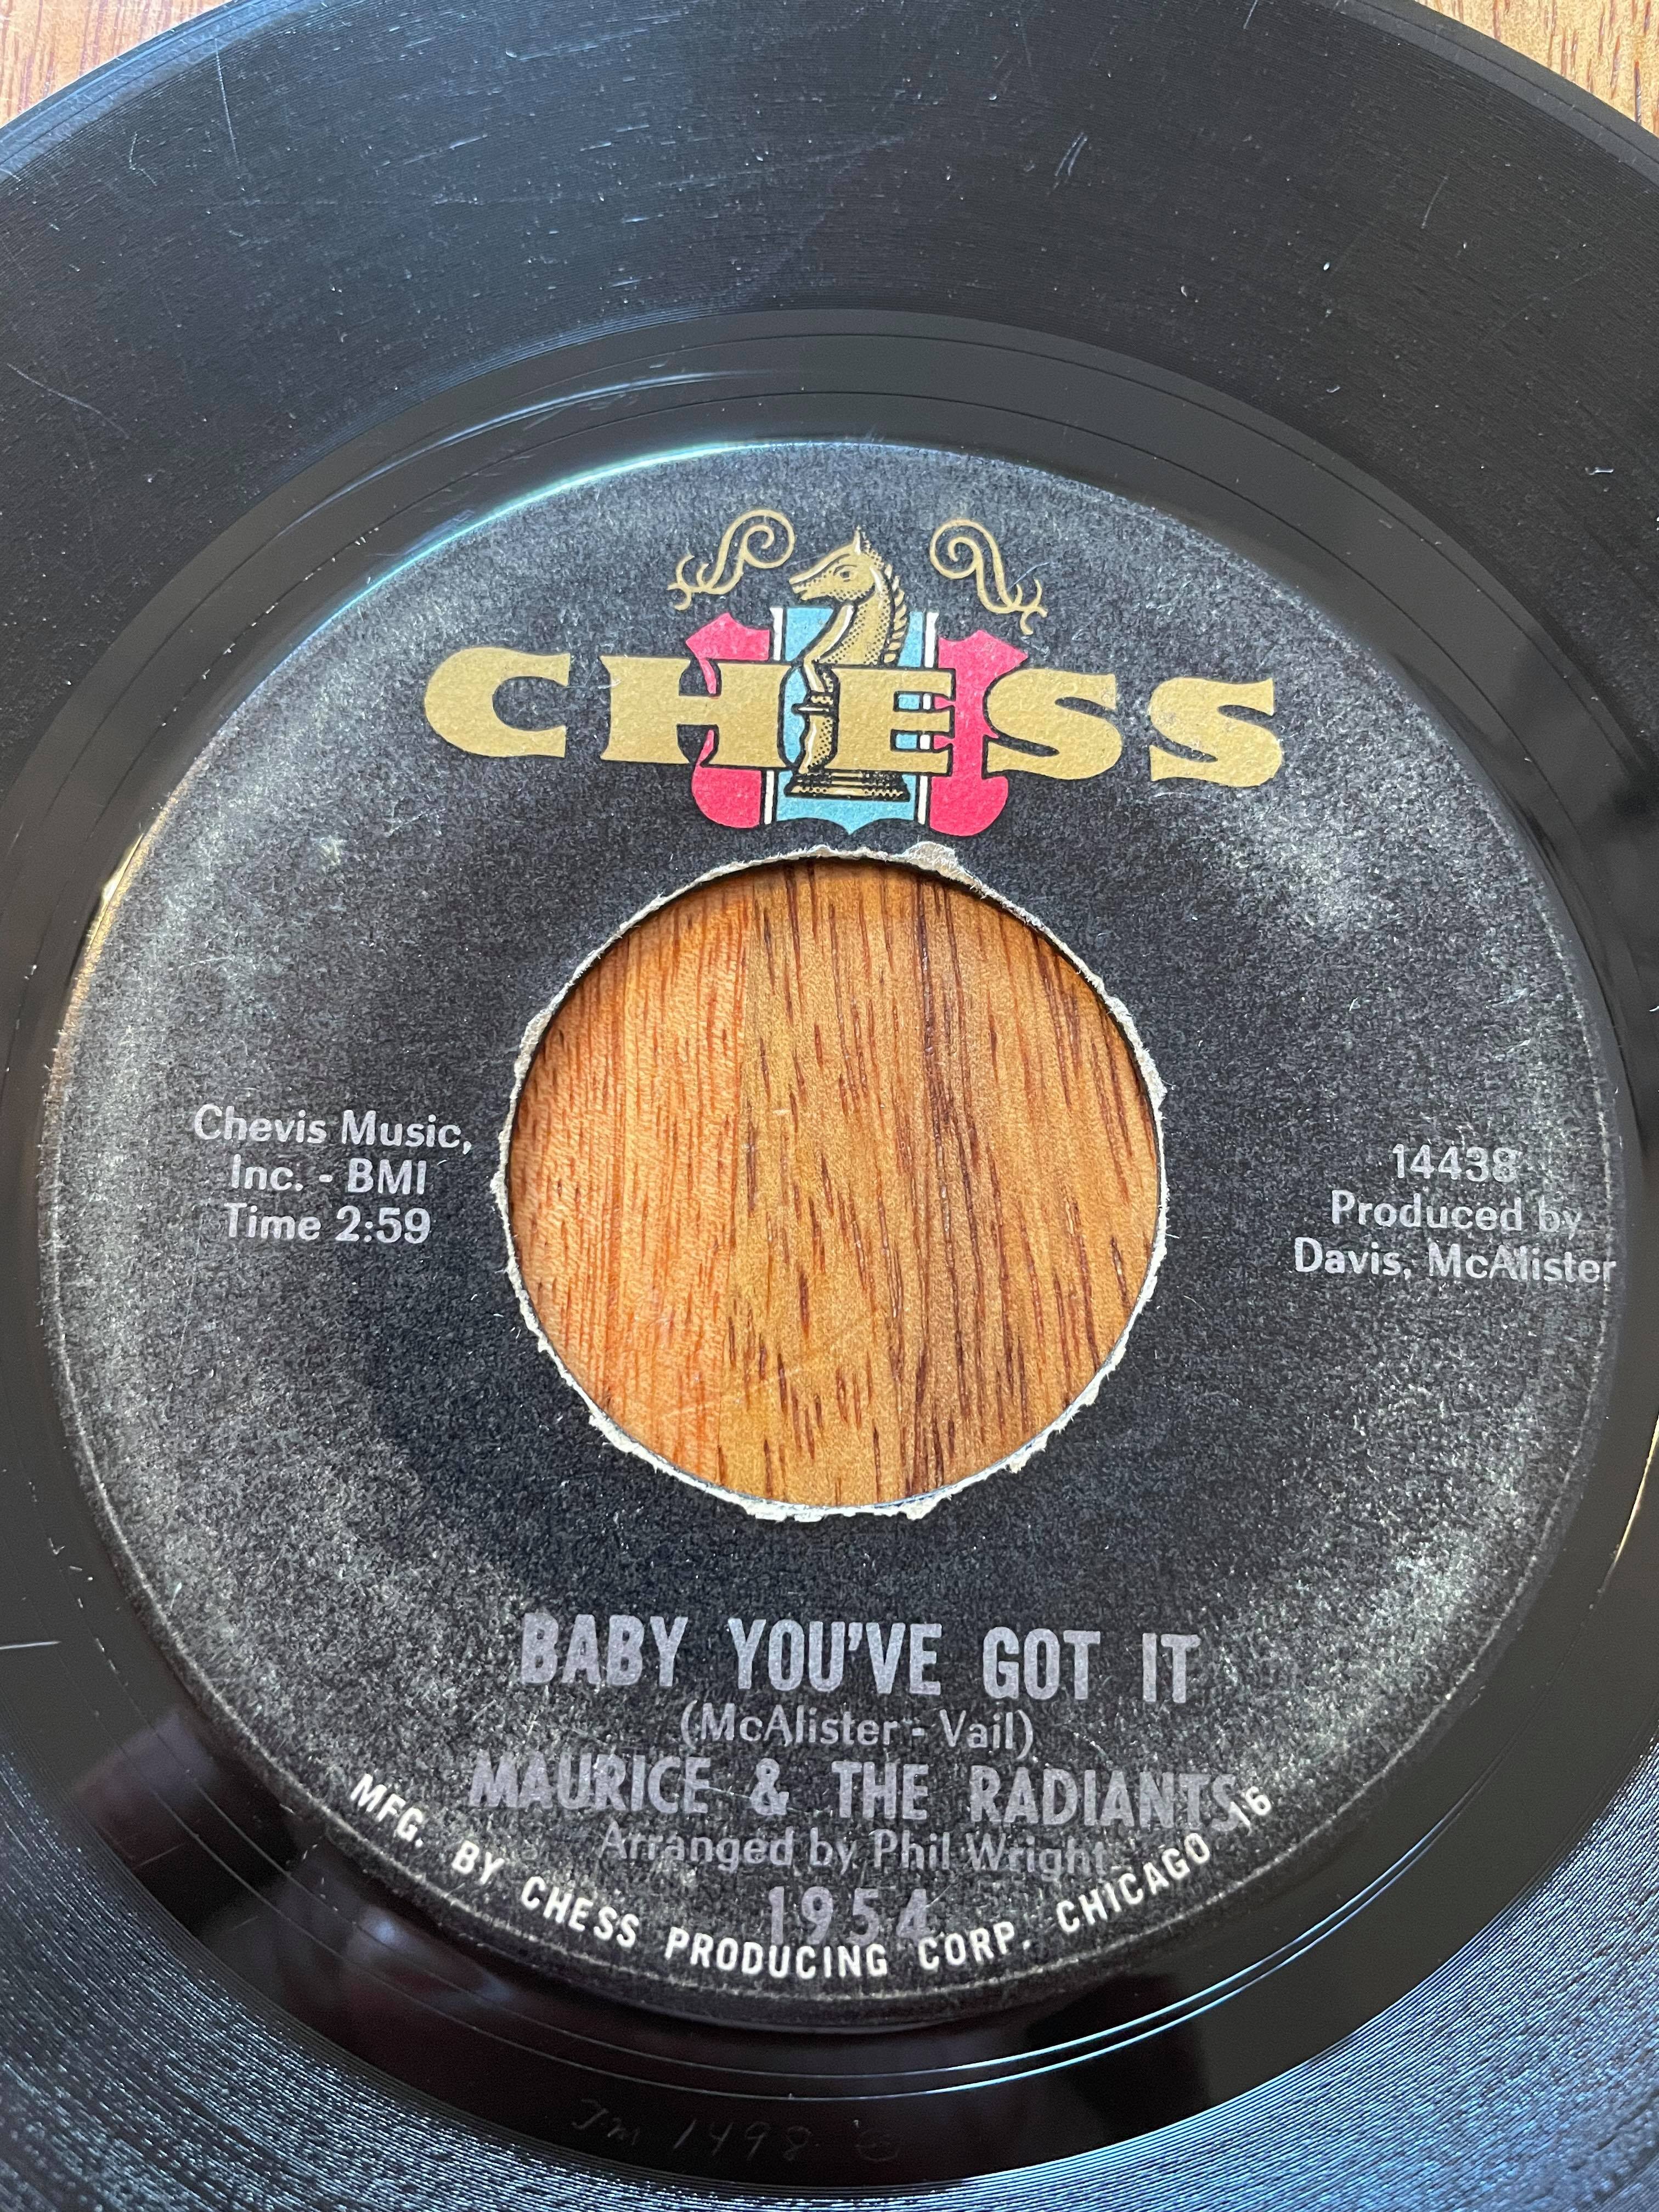 CHESS
Chevis Music,
Inc. - BMI
Time 2:59
14438
Produced by
Davis, McAlister
BABY YOU'VE GOT IT
(McAlister - Vail)
MAURICE & THE RADIANTS
Arranged by Phil Wright
1954
MFG. BY CHESS PRODUCING CORP. CHICAGO 16
1498